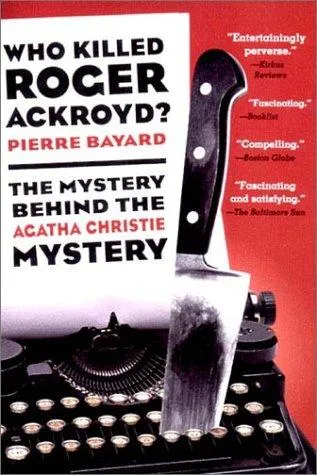 WHO KILLED
ROGER
ACKROYD?
PIERRE BAYARD
THE MYSTERY
BEHIND THE
AGATHA CHRISTIE
MYSTERY
"Entertainingly
perverse."
—Kirkus
Reviews
"Fascinating."
—Booklist
"Compelling."
—Boston Globe
"Fascinating
and satisfying."
—The Baltimore Sun